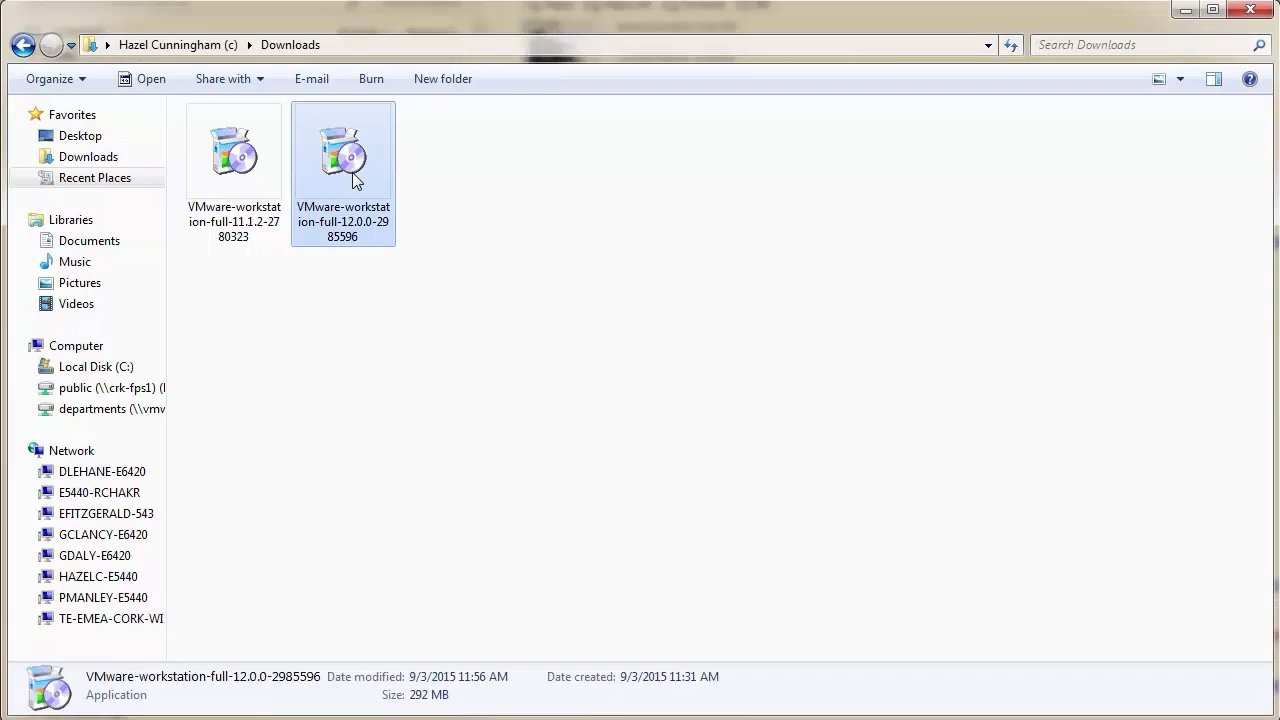 Hazel Cunningham (c) Downloads
Search Downloads
Organize Open Share with E-mail Burn New folder
Favorites
Desktop
Downloads
Recent Places
Libraries
Documents
Music
Pictures
Videos
Computer
Local Disk (C:)
public (\\crk-fps1) (
departments (\\vmw
Network
DLEHANE-E6420
E5440-RCHAKR
EFITZGERALD-543
GCLANCY-E6420
GDALY-E6420
HAZELC-E5440
PMANLEY-E5440
TE-EMEA-CORK-WI
VMware-workstat
ion-full-11.1.2-27
80323
VMware-workstat
ion-full-12.0.0-29
85596
VMware-workstation-full-12.0.0-2985596 Date modified: 9/3/2015 11:56 AM Date created: 9/3/2015 11:31 AM
Application Size: 292 MB